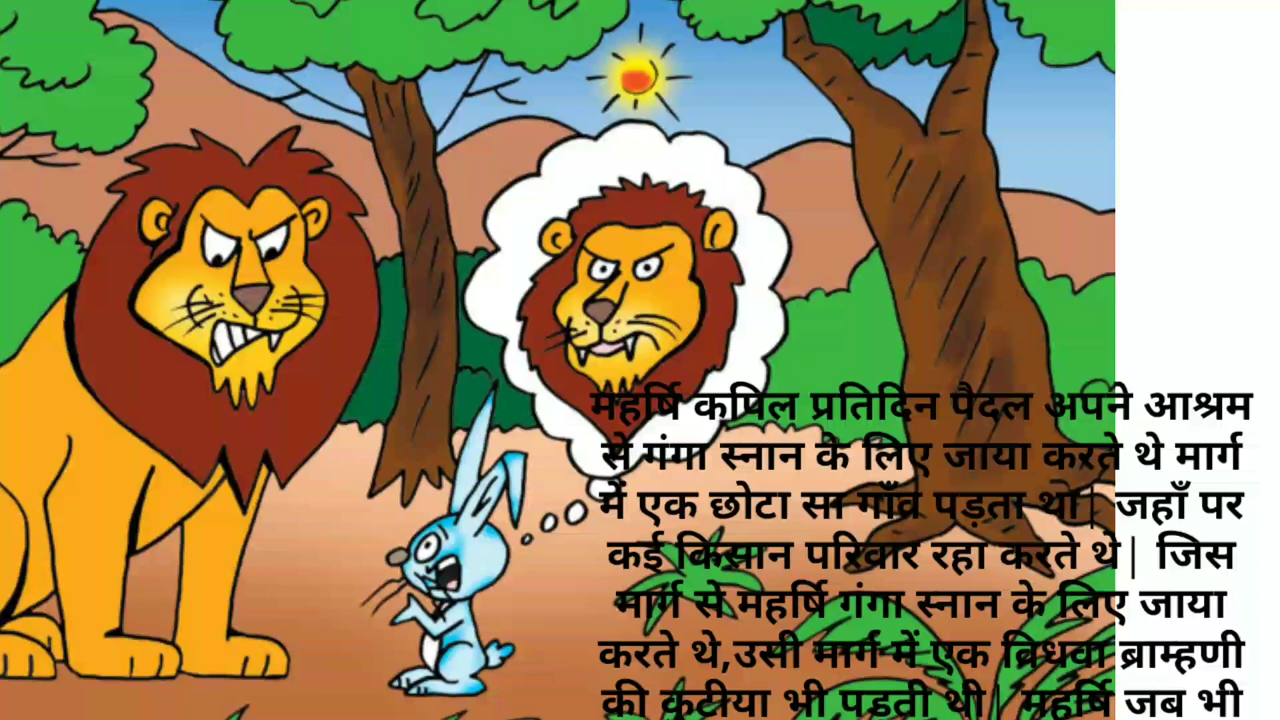 महर्षि कपिल प्रतिदिन पैदल अपने आश्रम
से गंगा स्नान के लिए जाया करते थे मार्ग
में एक छोटा सा गाँव पड़ता था| जहाँ पर
कई किसान परिवार रहा करते थे| जिस
मार्ग से महर्षि गंगा स्नान के लिए जाया
करते थे,उसी मार्ग में एक विधवा ब्राम्हणी
की कुटीया भी पड़ती थी| महर्षि जब भी